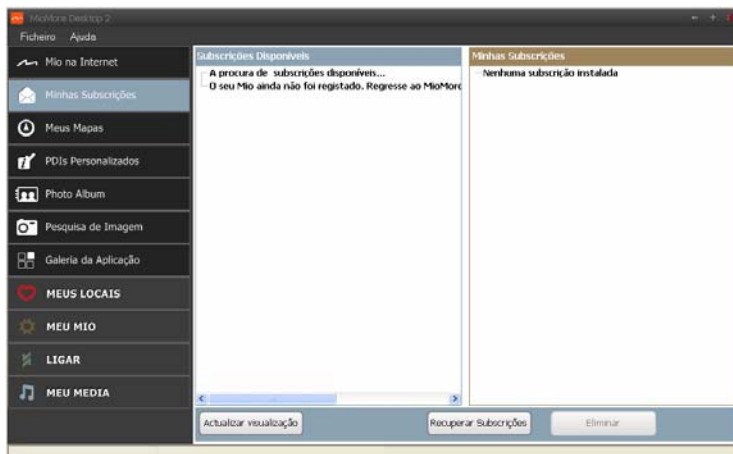 MioMore Desktop 2
Ficheiro Ajuda
Mio na Internet
Minhas Subscrições
Meus Mapas
PDIs Personalizados
Photo Album
Pesquisa de Imagem
Galeria da Aplicação
MEUS LOCAIS
MEU MIO
LIGAR
MEU MEDIA
Subscrições Disponíveis
A procura de subscrições disponíveis...
O seu Mio ainda não foi registado. Regresse ao MioMore
Minhas Subscrições
Nenhuma subscrição instalada
Actualizar visualização
Recuperar Subscrições
Eliminar